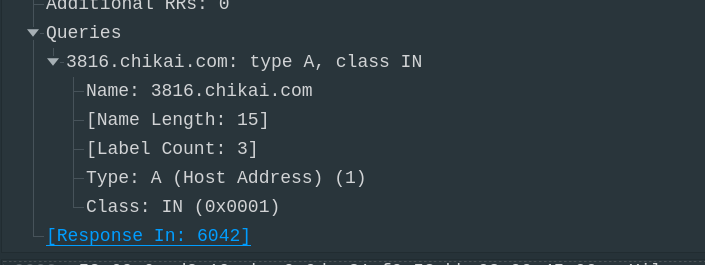 Additional RRs: 0
Queries
3816.chikai.com: type A, class IN
Name: 3816.chikai.com
[Name Length: 15]
[Label Count: 3]
Type: A (Host Address) (1)
Class: IN (0x0001)
[Response In: 6042]